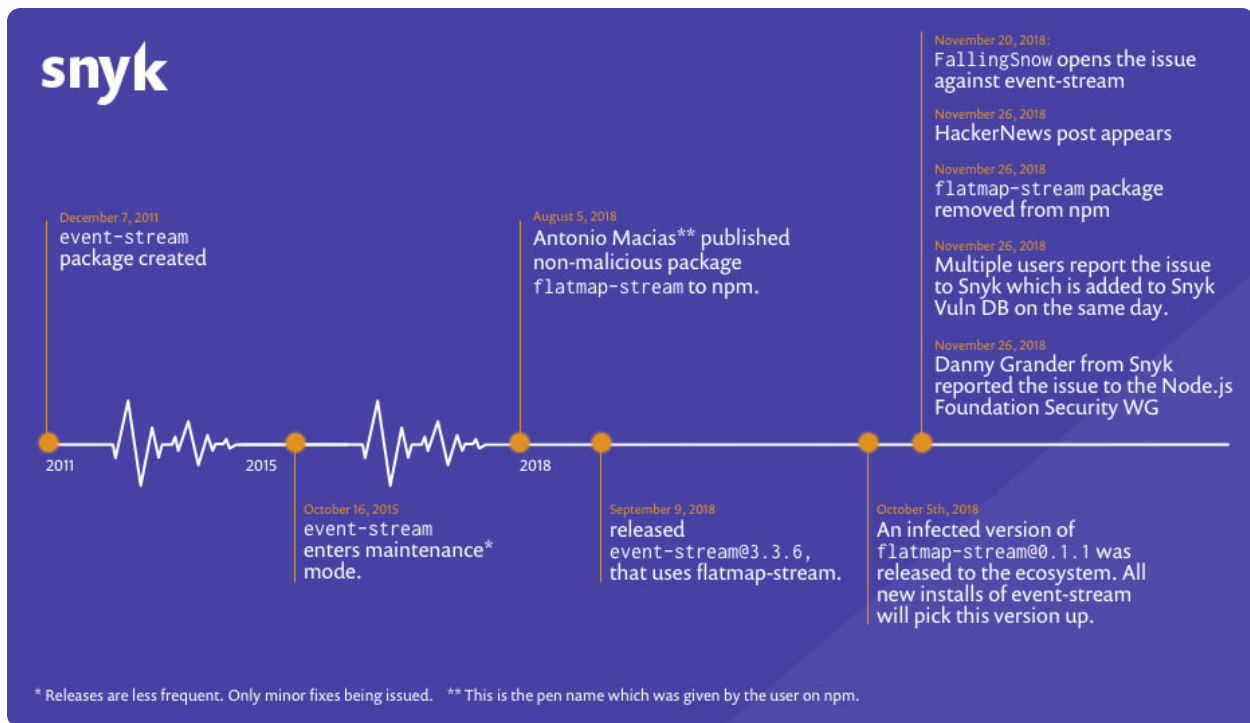 snyk
November 20, 2018:
FallingSnow opens the issue
against event-stream
November 26, 2018
HackerNews post appears
November 26, 2018
flatmap-stream package
removed from npm
November 26, 2018
Multiple users report the issue
to Snyk which is added to Snyk
Vuln DB on the same day.
November 26, 2018
Danny Grander from Snyk
reported the issue to the Node.js
Foundation Security WG
December 7, 2011
event-stream
package created
August 5, 2018
Antonio Macias** published
non-malicious package
flatmap-stream to npm.
2011
2015
2018
October 16, 2015
event-stream
enters maintenance*
mode.
September 9, 2018
released
event-stream@3.3.6,
that uses flatmap-stream.
October 5th, 2018
An infected version of
flatmap-stream@0.1.1 was
released to the ecosystem. All
new installs of event-stream
will pick this version up.
* Releases are less frequent. Only minor fixes being issued. ** This is the pen name which was given by the user on npm.